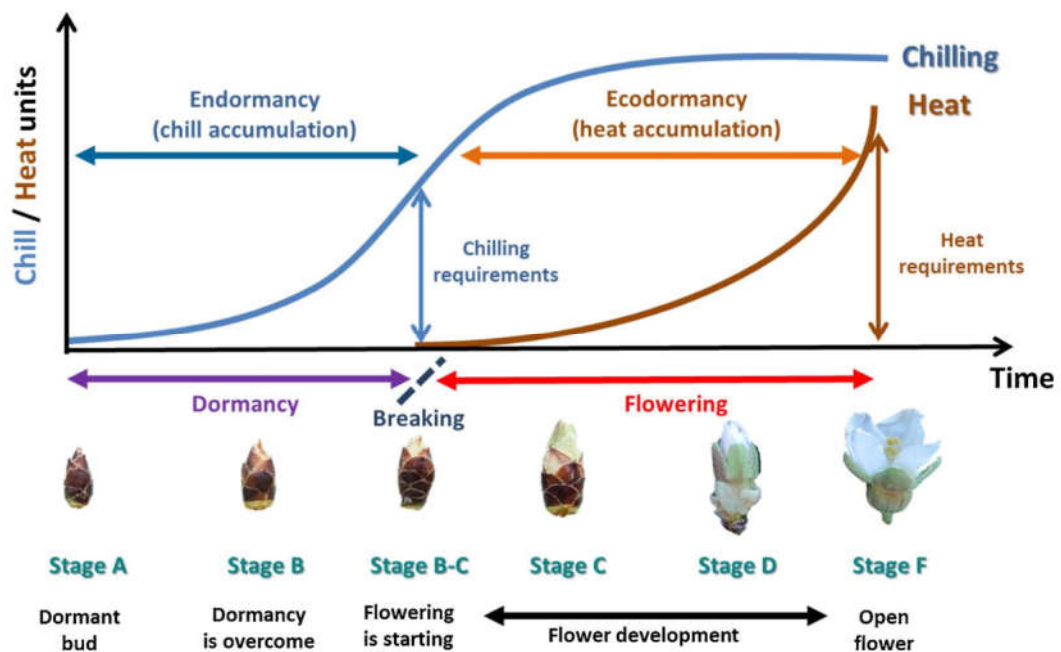 Chill / Heat units
Endormancy
(chill accumulation)
Ecodormancy
(heat accumulation)
Chilling
Heat
Chilling
requirements
Heat
requirements
Time
Dormancy
Breaking
Flowering
Stage A
Stage B
Stage B-C
Stage C
Stage D
Stage F
Dormant
bud
Dormancy
is overcome
Flowering
is starting
Flower development
Open
flower